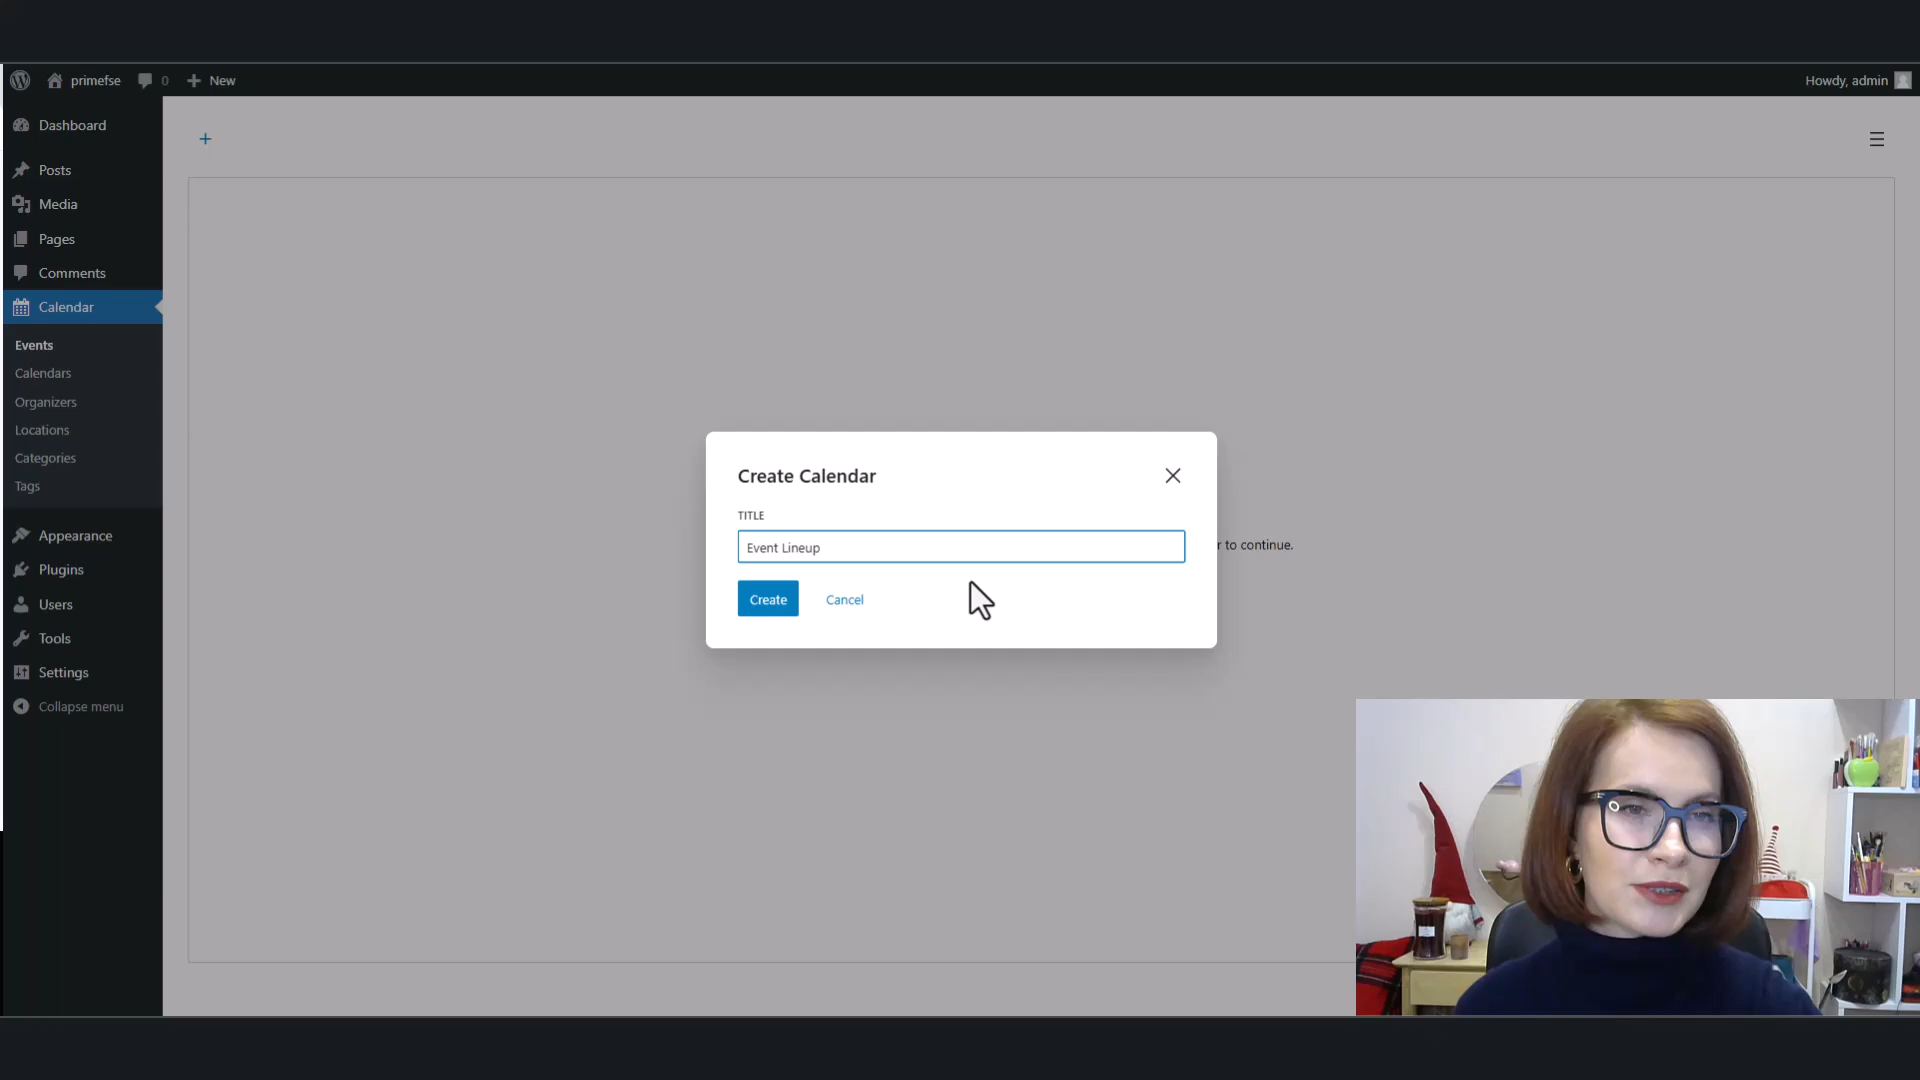 primefse
0
New
Howdy, admin
Dashboard
Posts
Media
Pages
Comments
Calendar
Events
Calendars
Organizers
Locations
Categories
Tags
Appearance
Plugins
Users
Tools
Settings
Collapse menu
Create Calendar
TITLE
Event Lineup
r to continue.
Create
Cancel